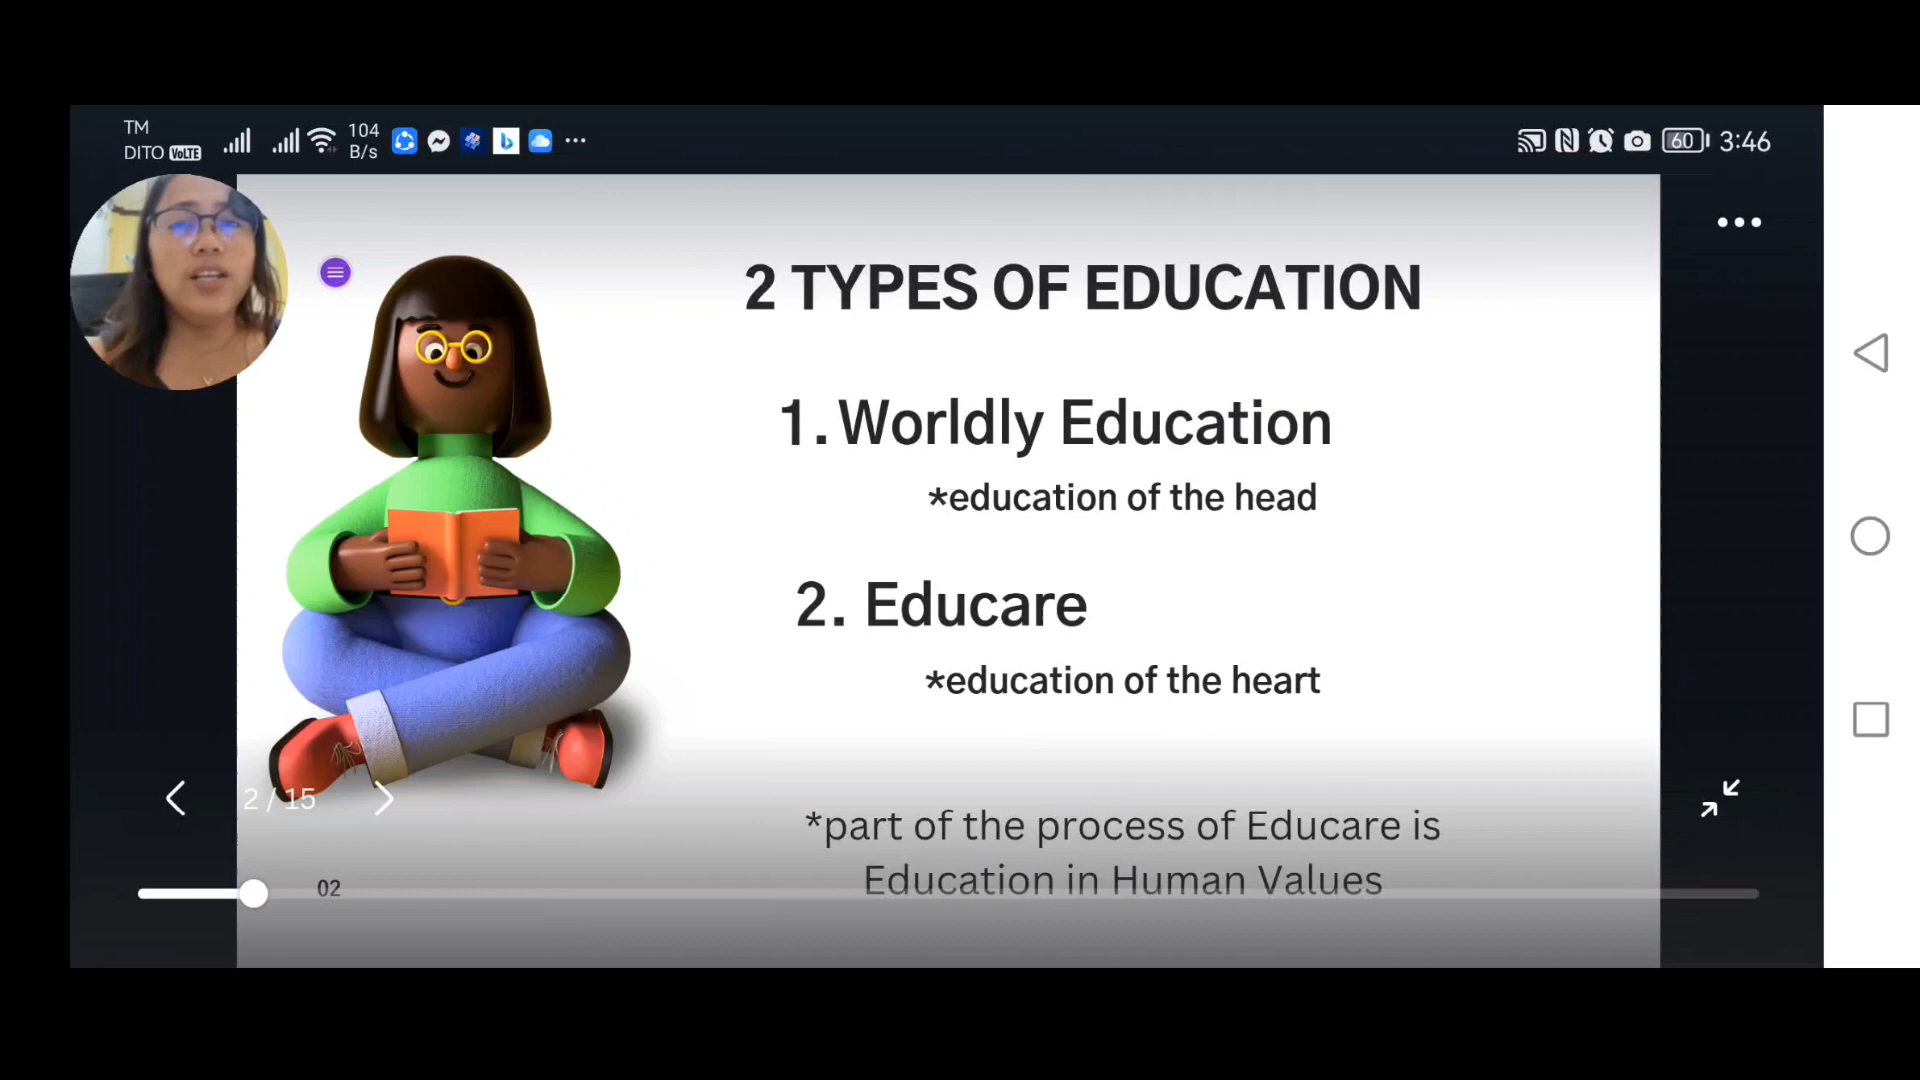 TM
DITO VoLTE
104
B/s
60
3:46
2 TYPES OF EDUCATION
1. Worldly Education
*education of the head
2. Educare
*education of the heart
2 / 15
*part of the process of Educare is
Education in Human Values
02